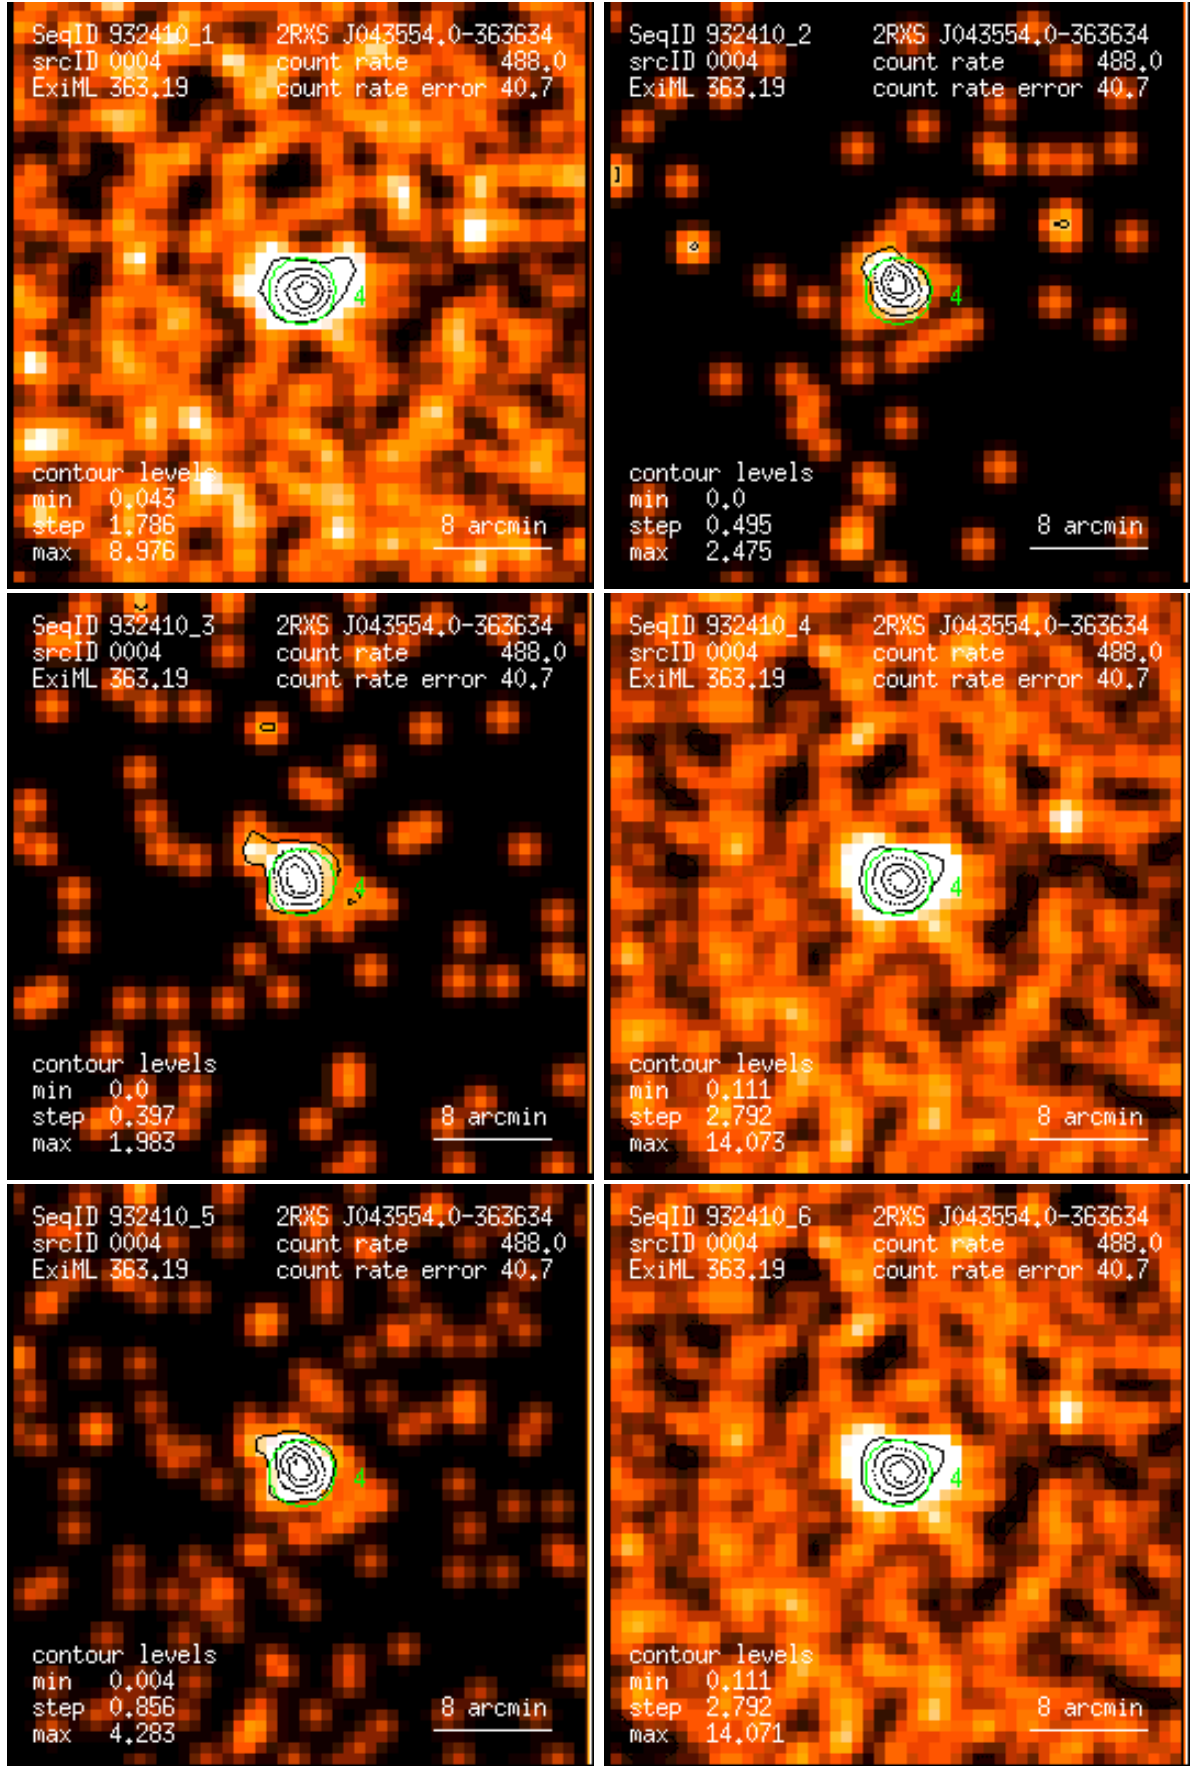 SeqID 932410_1 2RXS J043554.0-363634
srcID 0004 count rate 488.0
ExiML 363.19 count rate error 40.7
4
contour levels
min 0.043
step 1.786 8 arcmin
max 8.976
SeqID 932410_2 2RXS J043554.0-363634
srcID 0004 count rate 488.0
ExiML 363.19 count rate error 40.7
4
contour levels
min 0.0
step 0.495 8 arcmin
max 2.475
SeqID 932410_3 2RXS J043554.0-363634
srcID 0004 count rate 488.0
ExiML 363.19 count rate error 40.7
4
contour levels
min 0.0
step 0.397 8 arcmin
max 1.983
SeqID 932410_4 2RXS J043554.0-363634
srcID 0004 count rate 488.0
ExiML 363.19 count rate error 40.7
4
contour levels
min 0.111
step 2.792 8 arcmin
max 14.073
SeqID 932410_5 2RXS J043554.0-363634
srcID 0004 count rate 488.0
ExiML 363.19 count rate error 40.7
4
contour levels
min 0.004
step 0.856 8 arcmin
max 4.283
SeqID 932410_6 2RXS J043554.0-363634
srcID 0004 count rate 488.0
ExiML 363.19 count rate error 40.7
4
contour levels
min 0.111
step 2.792 8 arcmin
max 14.071